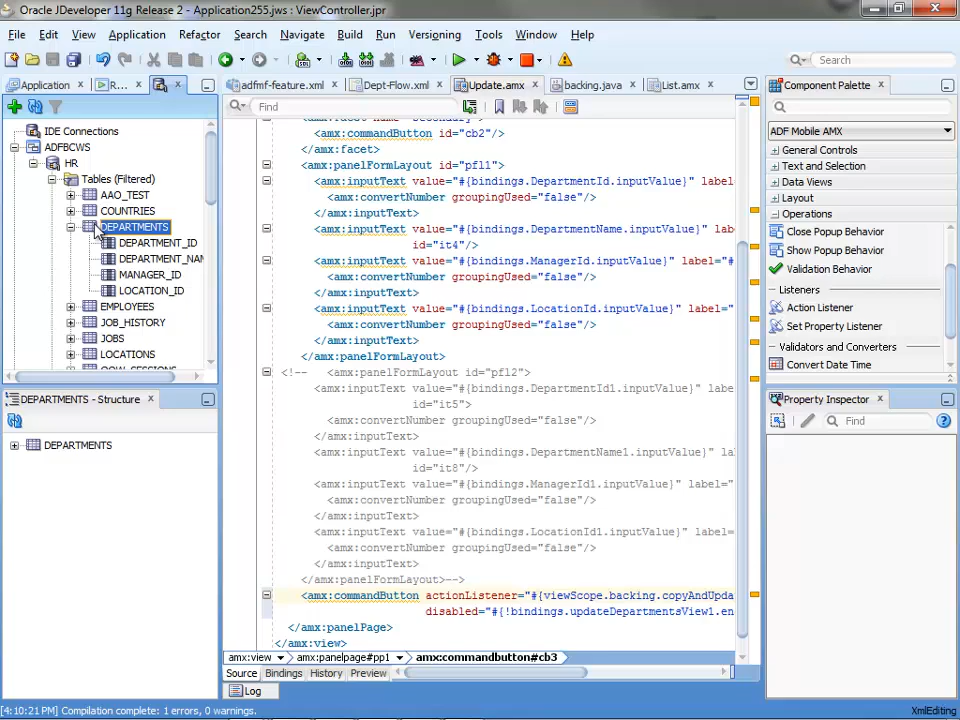 Oracle JDeveloper 11g Release 2 - Application255.jws : ViewController.jpr
File Edit View Application Refactor Search Navigate Build Run Versioning Tools Window Help
Search
Application R...
adfmf-feature.xml Dept-Flow.xml Update.amx backing.java List.amx
Component Palette
Find
IDE Connections
ADFBCWS
HR
Tables (Filtered)
AAO_TEST
COUNTRIES
DEPARTMENTS
DEPARTMENT_ID
DEPARTMENT_NAM
MANAGER_ID
LOCATION_ID
EMPLOYEES
JOB_HISTORY
JOBS
LOCATIONS
DEPARTMENTS - Structure
DEPARTMENTS
<amx:commandButton id="cb2"/>
</amx:facet>
<amx:panelFormLayout id="pfl1">
<amx:inputText value="#{bindings.DepartmentId.inputValue}" label
<amx:convertNumber groupingUsed="false"/>
</amx:inputText>
<amx:inputText value="#{bindings.DepartmentName.inputValue}" lab
id="it4"/>
<amx:inputText value="#{bindings.ManagerId.inputValue}" label="#
<amx:convertNumber groupingUsed="false"/>
</amx:inputText>
<amx:inputText value="#{bindings.LocationId.inputValue}" label="
<amx:convertNumber groupingUsed="false"/>
</amx:inputText>
</amx:panelFormLayout>
<!-- <amx:panelFormLayout id="pfl2">
<amx:inputText value="#{bindings.DepartmentId1.inputValue}" labe
id="it5">
<amx:convertNumber groupingUsed="false"/>
</amx:inputText>
<amx:inputText value="#{bindings.DepartmentName1.inputValue}" la
id="it8"/>
<amx:inputText value="#{bindings.ManagerId1.inputValue}" label="
<amx:convertNumber groupingUsed="false"/>
</amx:inputText>
<amx:inputText value="#{bindings.LocationId1.inputValue}" label=
<amx:convertNumber groupingUsed="false"/>
</amx:inputText>
</amx:panelFormLayout>-->
<amx:commandButton actionListener="#{viewScope.backing.copyAndUpda
disabled="#{!bindings.updateDepartmentsView1.en
</amx:panelPage>
</amx:view>
amx:view amx:panelpage#pp1 amx:commandbutton#cb3
Source Bindings History Preview
Log
ADF Mobile AMX
General Controls
Text and Selection
Data Views
Layout
Operations
Close Popup Behavior
Show Popup Behavior
Validation Behavior
Listeners
Action Listener
Set Property Listener
Validators and Converters
Convert Date Time
Property Inspector
Find
[4:10:21 PM] Compilation complete: 1 errors, 0 warnings.
XmlEditing